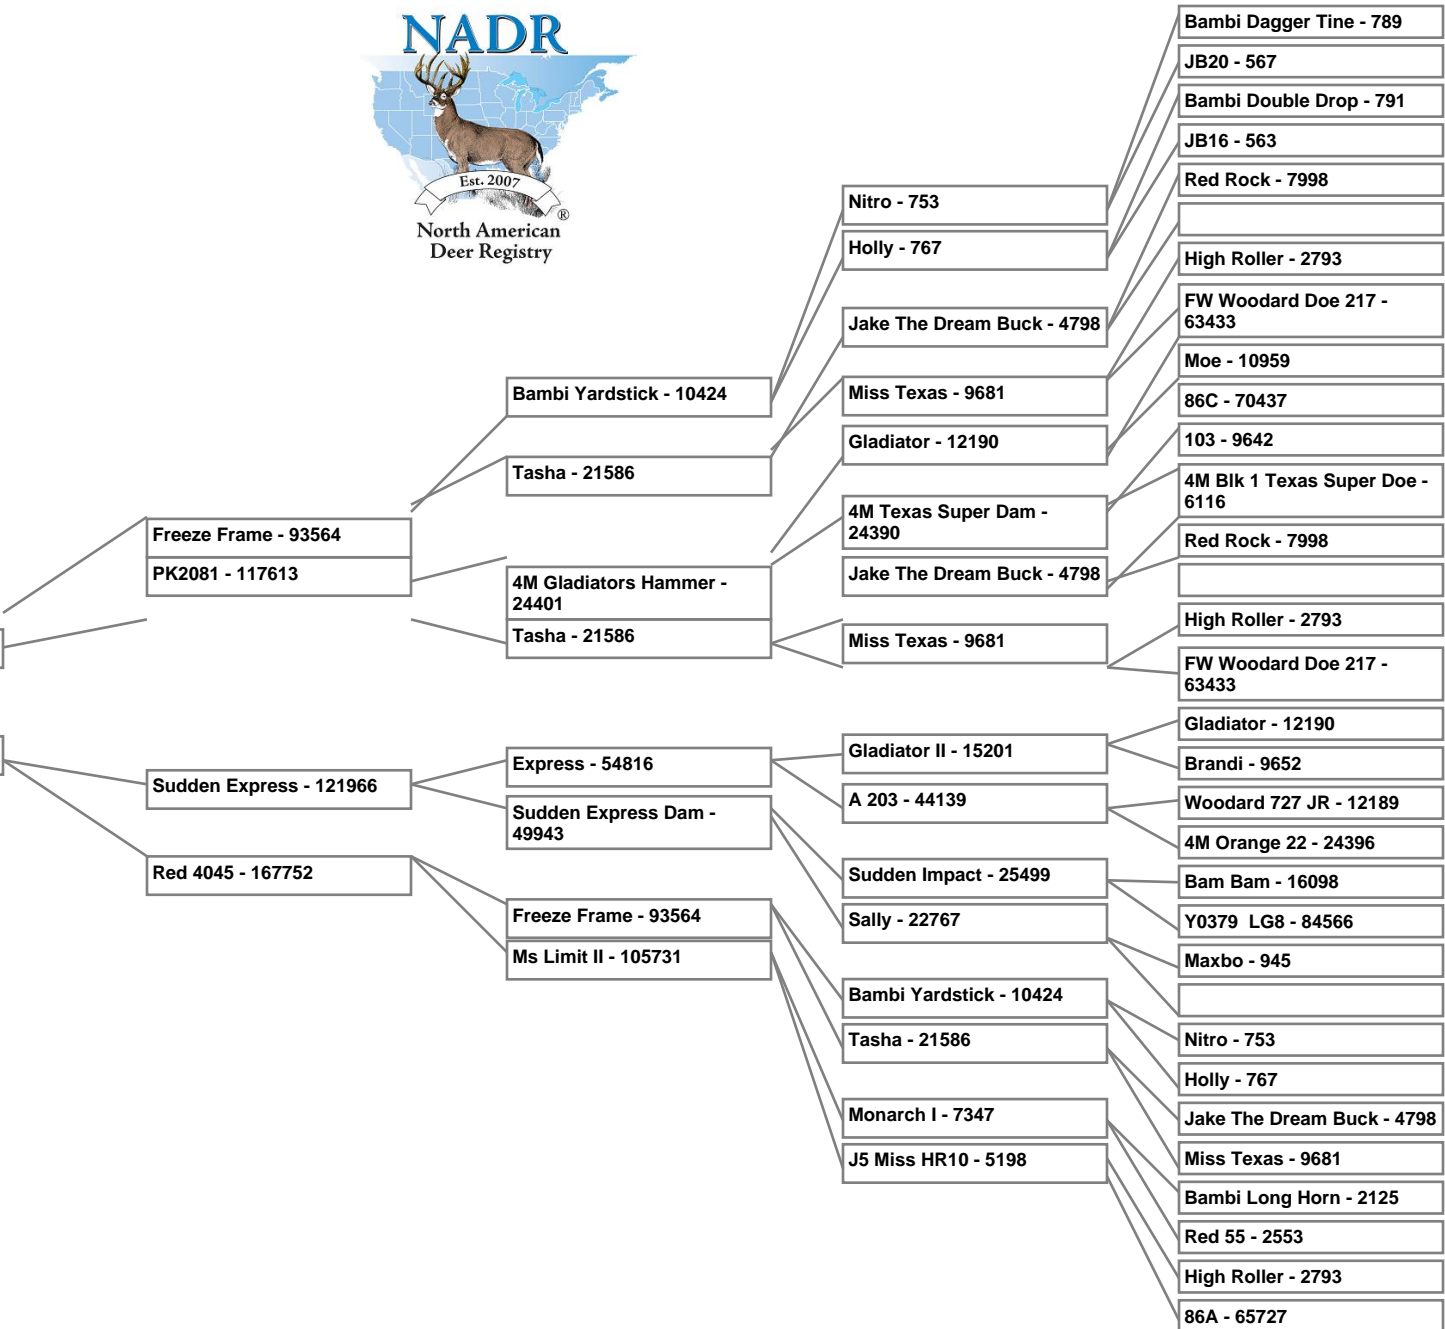 NADR
Est. 2007
®
North American
Deer Registry
Freeze Frame - 93564
PK2081 - 117613
Sudden Express - 121966
Red 4045 - 167752
Bambi Yardstick - 10424
Tasha - 21586
4M Gladiators Hammer -
24401
Tasha - 21586
Express - 54816
Sudden Express Dam -
49943
Freeze Frame - 93564
Ms Limit II - 105731
Nitro - 753
Holly - 767
Jake The Dream Buck - 4798
Miss Texas - 9681
Gladiator - 12190
4M Texas Super Dam -
24390
Jake The Dream Buck - 4798
Miss Texas - 9681
Gladiator II - 15201
A 203 - 44139
Sudden Impact - 25499
Sally - 22767
Bambi Yardstick - 10424
Tasha - 21586
Monarch I - 7347
J5 Miss HR10 - 5198
Bambi Dagger Tine - 789
JB20 - 567
Bambi Double Drop - 791
JB16 - 563
Red Rock - 7998
High Roller - 2793
FW Woodard Doe 217 -
63433
Moe - 10959
86C - 70437
103 - 9642
4M Blk 1 Texas Super Doe -
6116
Red Rock - 7998
High Roller - 2793
FW Woodard Doe 217 -
63433
Gladiator - 12190
Brandi - 9652
Woodard 727 JR - 12189
4M Orange 22 - 24396
Bam Bam - 16098
Y0379  LG8 - 84566
Maxbo - 945
Nitro - 753
Holly - 767
Jake The Dream Buck - 4798
Miss Texas - 9681
Bambi Long Horn - 2125
Red 55 - 2553
High Roller - 2793
86A - 65727